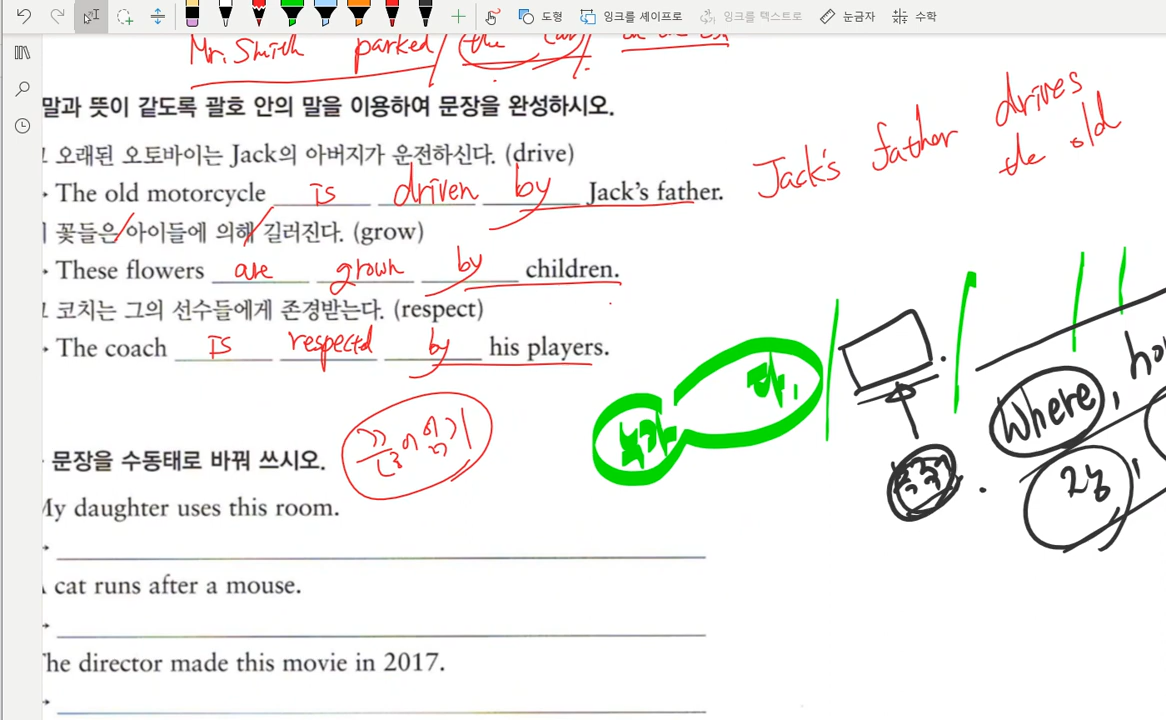 도형 잉크를 셰이프로 잉크를 텍스트로 눈금자 수학
Mr. Smith parked / the car
말과 뜻이 같도록 괄호 안의 말을 이용하여 문장을 완성하시오.
오래된 오토바이는 Jack의 아버지가 운전하신다. (drive)
The old motorcycle is driven by Jack's father.
꽃들은 / 아이들에 의해 / 길러진다. (grow)
These flowers are grown by children.
코치는 그의 선수들에게 존경받는다. (respect)
The coach is respected by his players.
Jack's father drives
the old
Where,
문장을 수동태로 바꿔 쓰시오.
My daughter uses this room.
cat runs after a mouse.
The director made this movie in 2017.